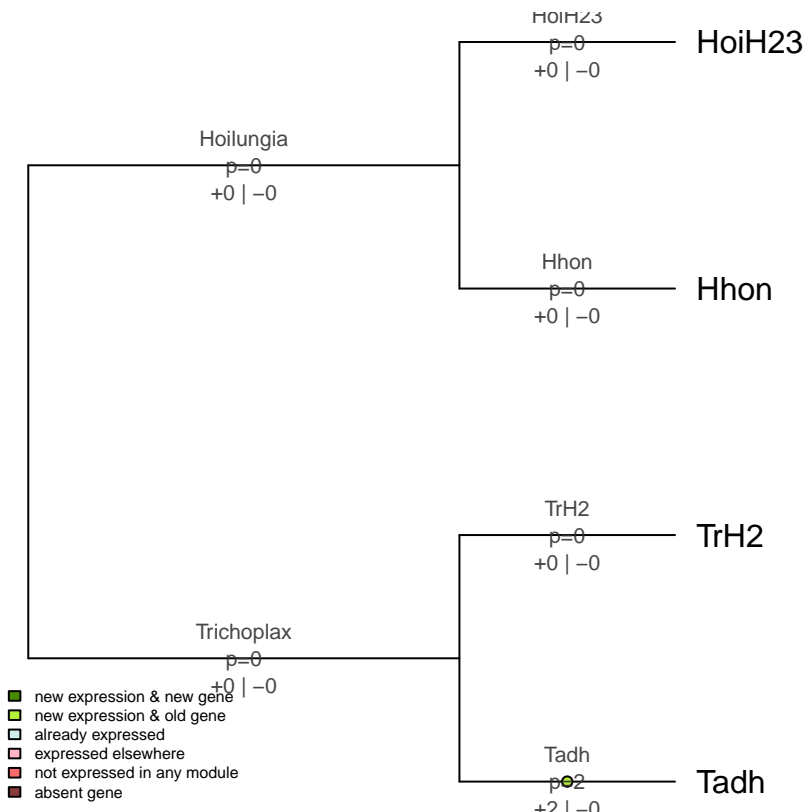 HoiH23
p=0
+0 | −0
HoiH23
Hoilungia
p=0
+0 | −0
Hhon
p=0
+0 | −0
Hhon
TrH2
p=0
+0 | −0
TrH2
Trichoplax
p=0
+0 | −0
new expression & new gene
new expression & old gene
already expressed
expressed elsewhere
not expressed in any module
absent gene
Tadh
p=2
+2 | −0
Tadh